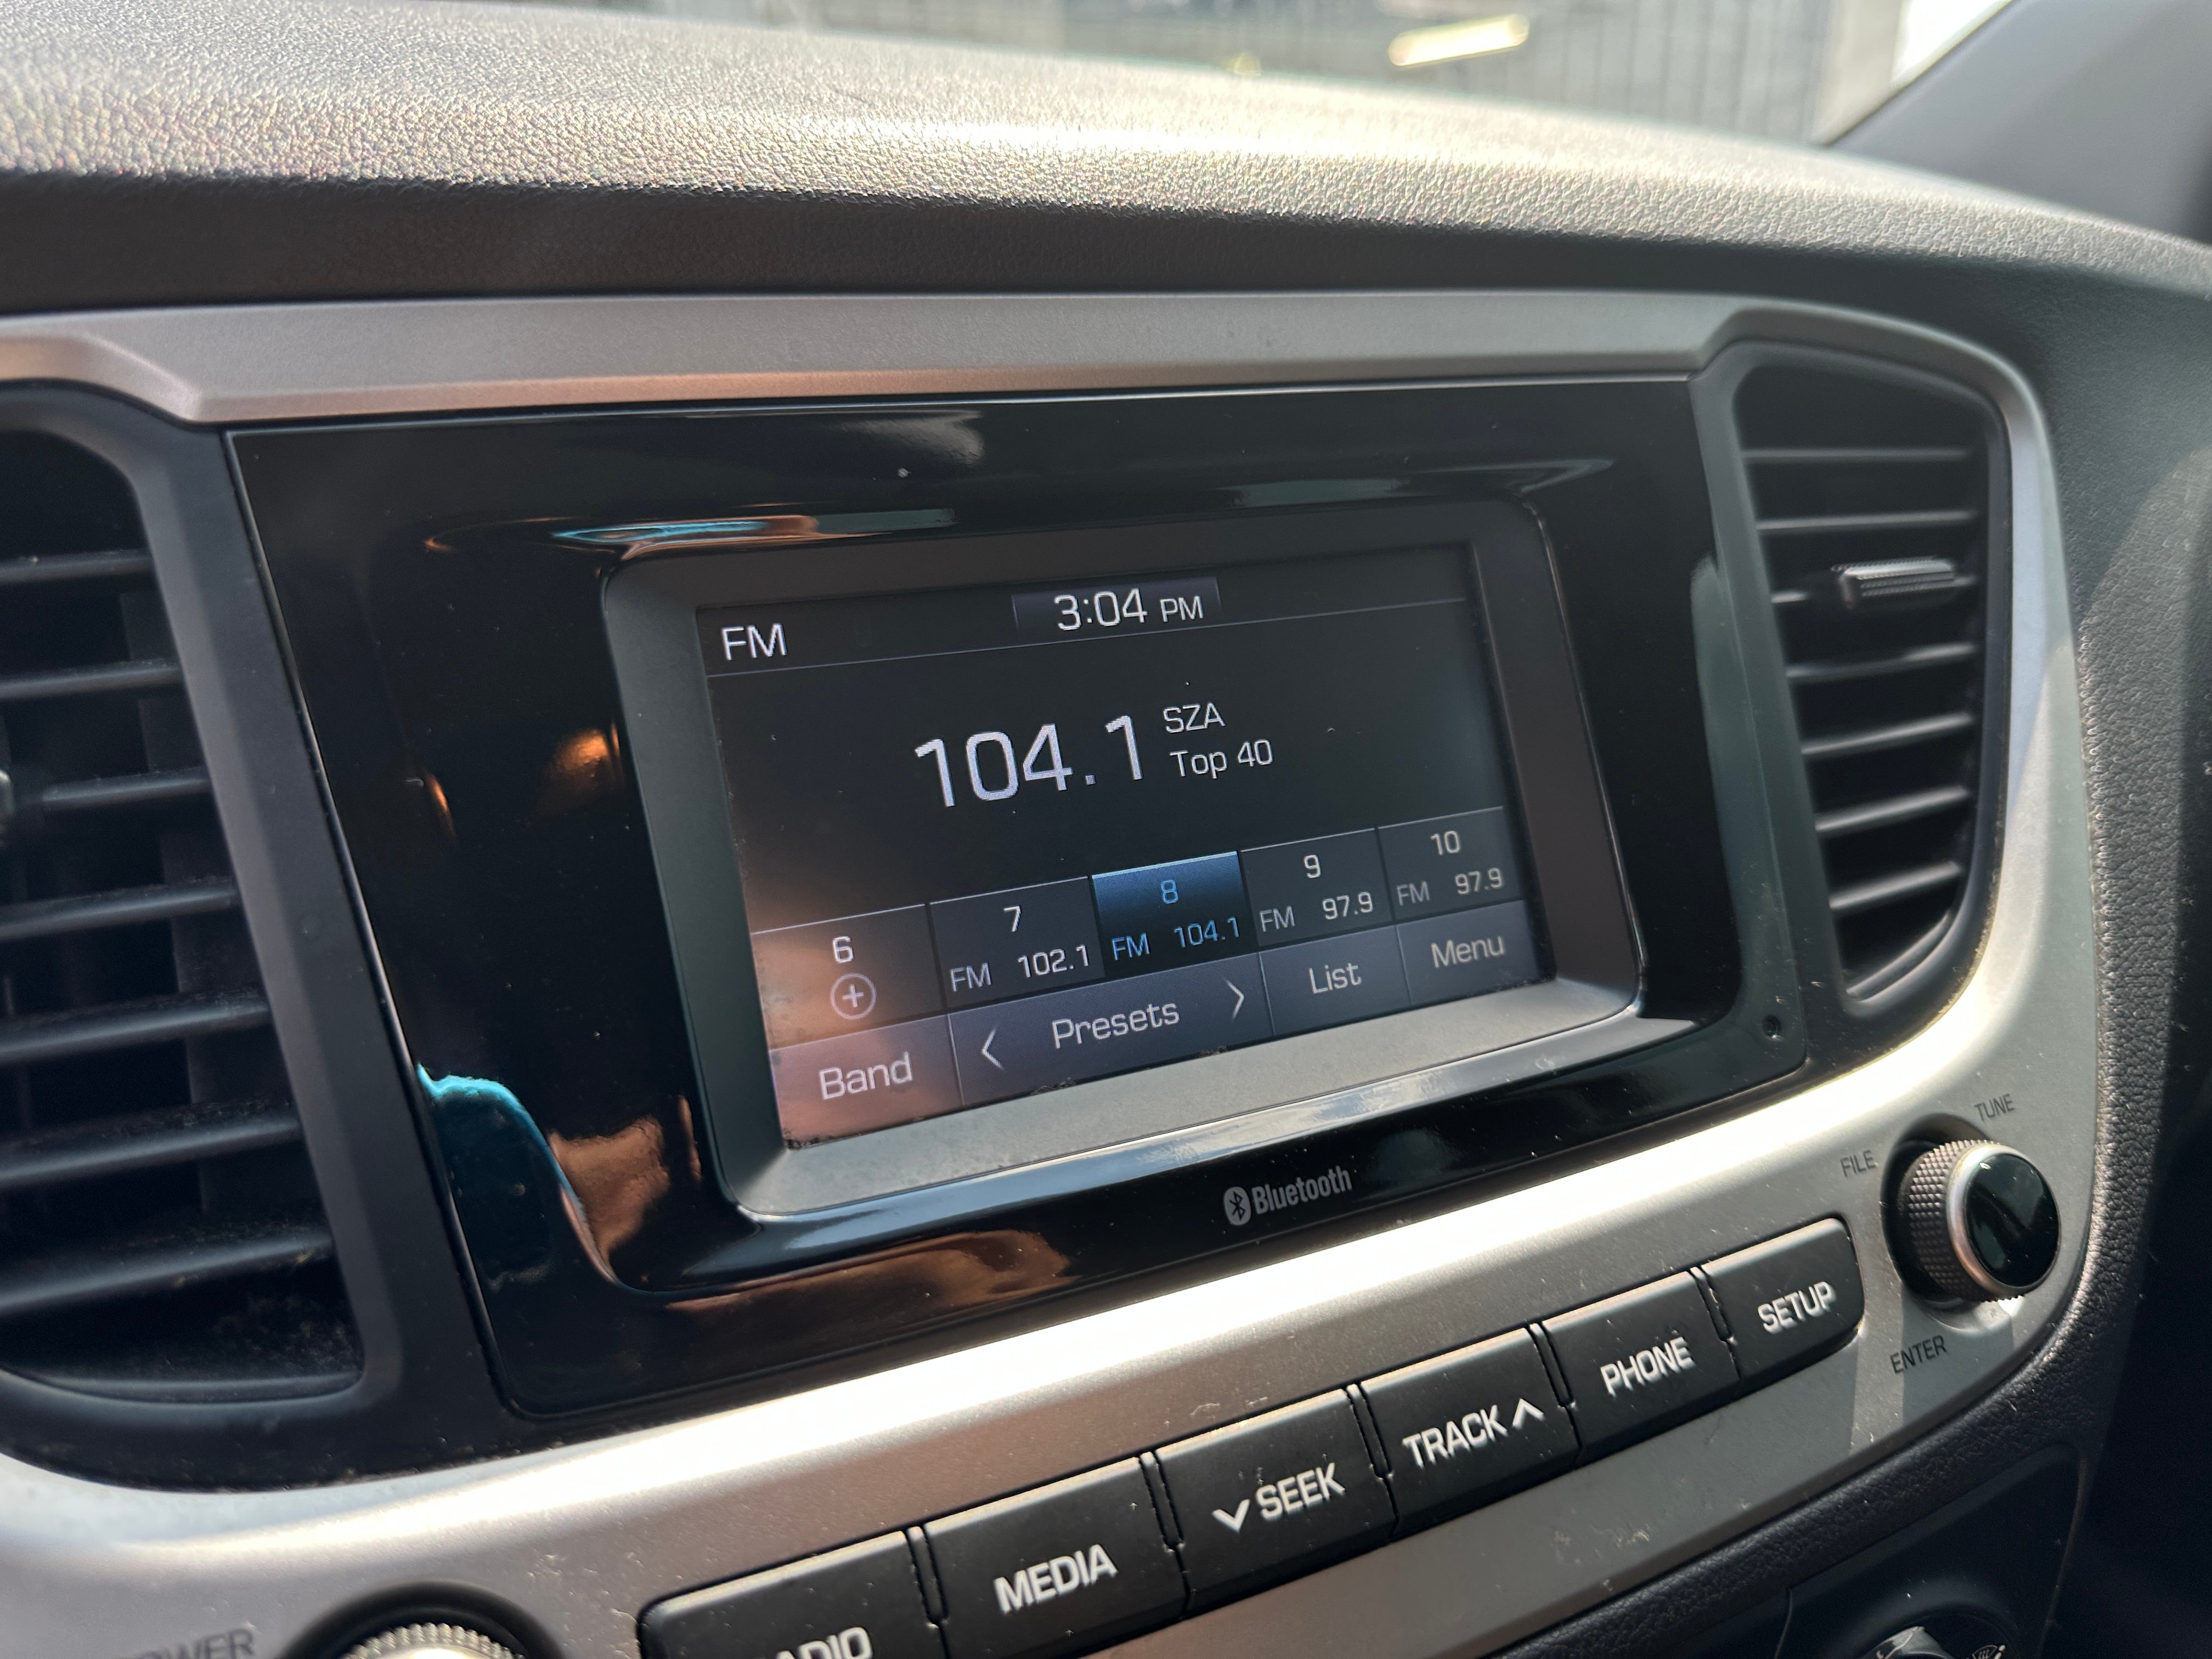 FM
3:04 PM
104.1
SZA
Top 40
6
7
FM 102.1
8
FM 104.1
9
FM 97.9
10
FM 97.9
Band
Presets
List
Menu
Bluetooth
TUNE
FILE
ENTER
MEDIA
SEEK
TRACK
PHONE
SETUP